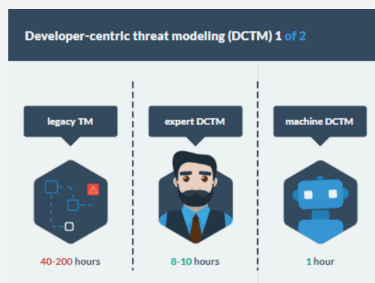 Developer-centric threat modeling (DCTM) 1 of 2
legacy TM
expert DCTM
machine DCTM
40-200 hours
8-10 hours
1 hour